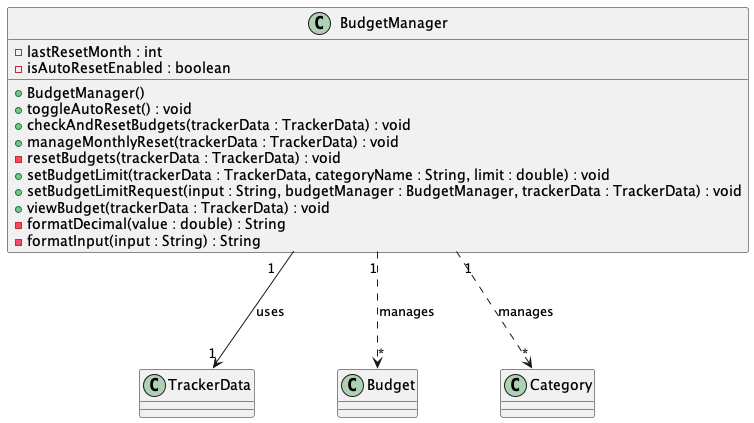 C BudgetManager
lastResetMonth : int
isAutoResetEnabled : boolean
BudgetManager()
toggleAutoReset() : void
checkAndResetBudgets(trackerData : TrackerData) : void
manageMonthlyReset(trackerData : TrackerData) : void
resetBudgets(trackerData : TrackerData) : void
setBudgetLimit(trackerData : TrackerData, categoryName : String, limit : double) : void
setBudgetLimitRequest(input : String, budgetManager : BudgetManager, trackerData : TrackerData) : void
viewBudget(trackerData : TrackerData) : void
formatDecimal(value : double) : String
formatInput(input : String) : String
1 1 1
uses manages manages
1 * *
C TrackerData C Budget C Category